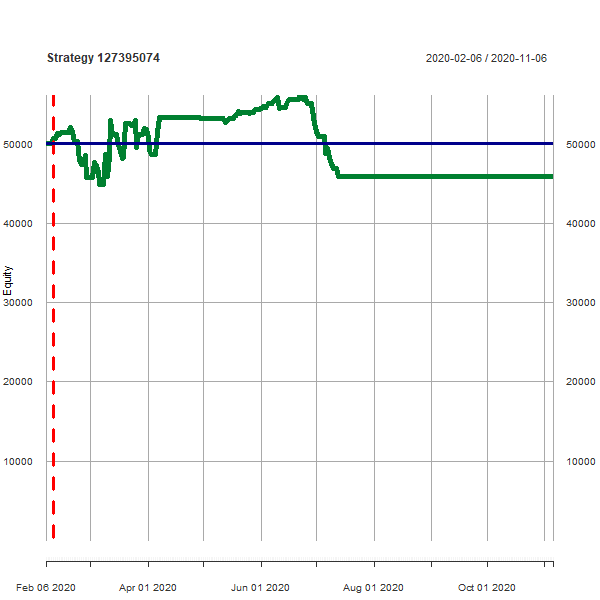 Strategy 127395074
2020-02-06 / 2020-11-06
50000
50000
40000
40000
Equity
30000
30000
20000
20000
10000
10000
Feb 06 2020
Apr 01 2020
Jun 01 2020
Aug 01 2020
Oct 01 2020